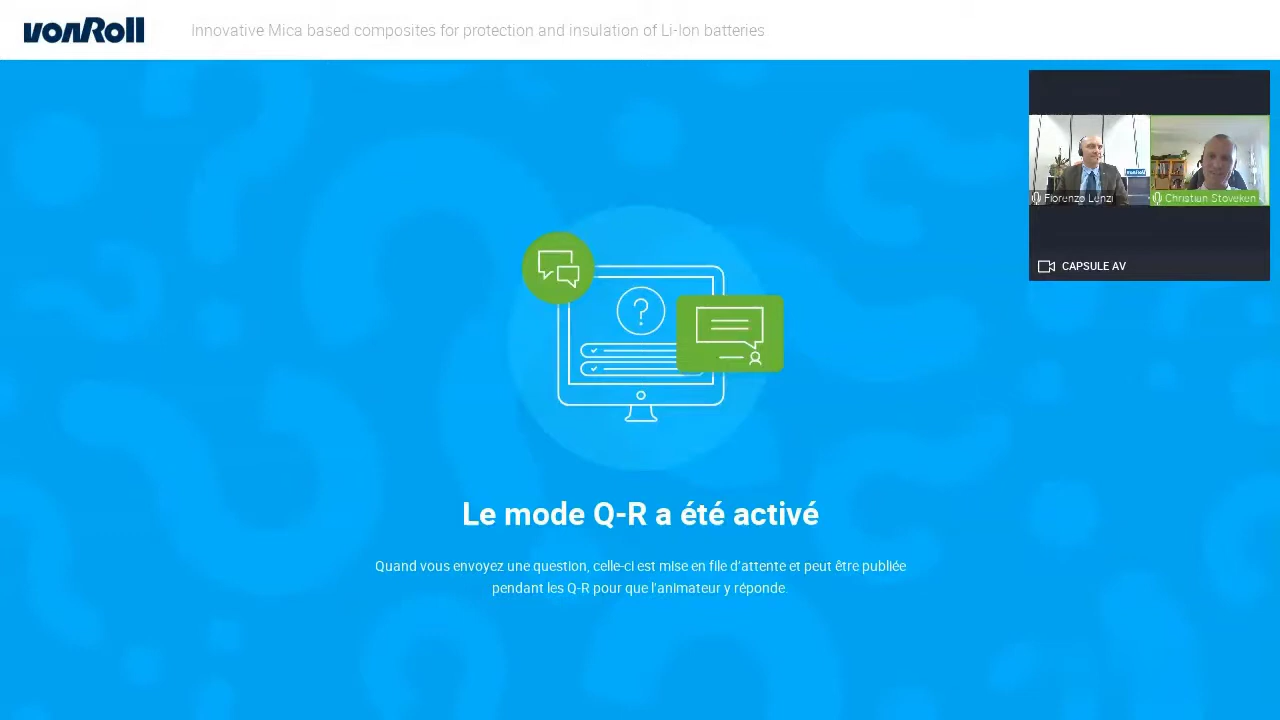 vonRoll
Innovative Mica based composites for protection and insulation of Li-Ion batteries
Fiorenzo Lenzi
Christian Stoveken
CAPSULE AV
Le mode Q-R a été activé
Quand vous envoyez une question, celle-ci est mise en file d'attente et peut être publiée
pendant les Q-R pour que l'animateur y réponde.